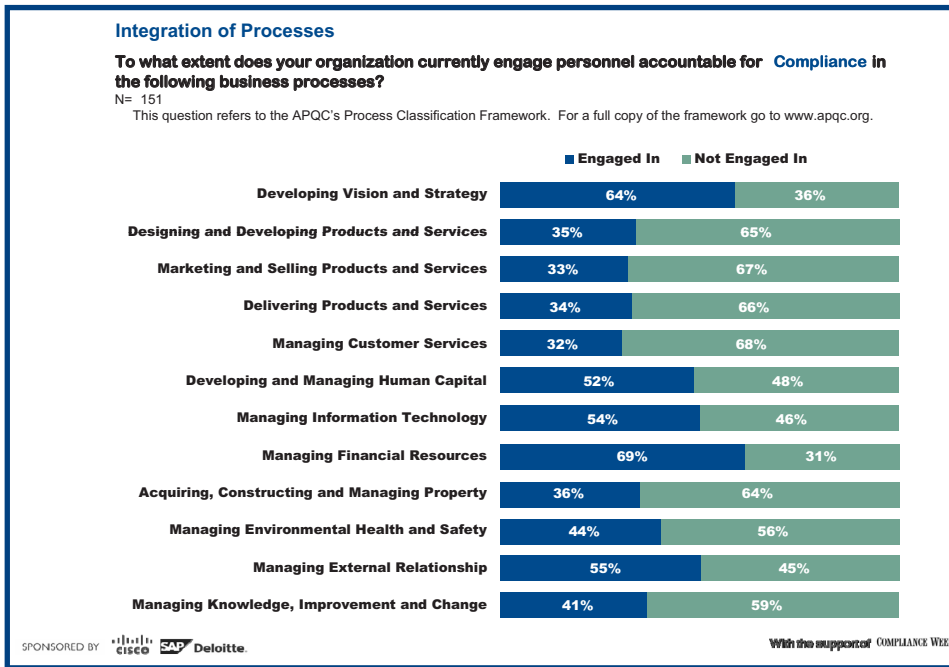 Integration of Processes
To what extent does your organization currently engage personnel accountable for Compliance in
the following business processes?
N= 151
This question refers to the APQC's Process Classification Framework. For a full copy of the framework go to www.apqc.org.
Engaged In Not Engaged In
Developing Vision and Strategy 64% 36%
Designing and Developing Products and Services 35% 65%
Marketing and Selling Products and Services 33% 67%
Delivering Products and Services 34% 66%
Managing Customer Services 32% 68%
Developing and Managing Human Capital 52% 48%
Managing Information Technology 54% 46%
Managing Financial Resources 69% 31%
Acquiring, Constructing and Managing Property 36% 64%
Managing Environmental Health and Safety 44% 56%
Managing External Relationship 55% 45%
Managing Knowledge, Improvement and Change 41% 59%
SPONSORED BY CISCO SAP Deloitte. With the support of COMPLIANCE WEE